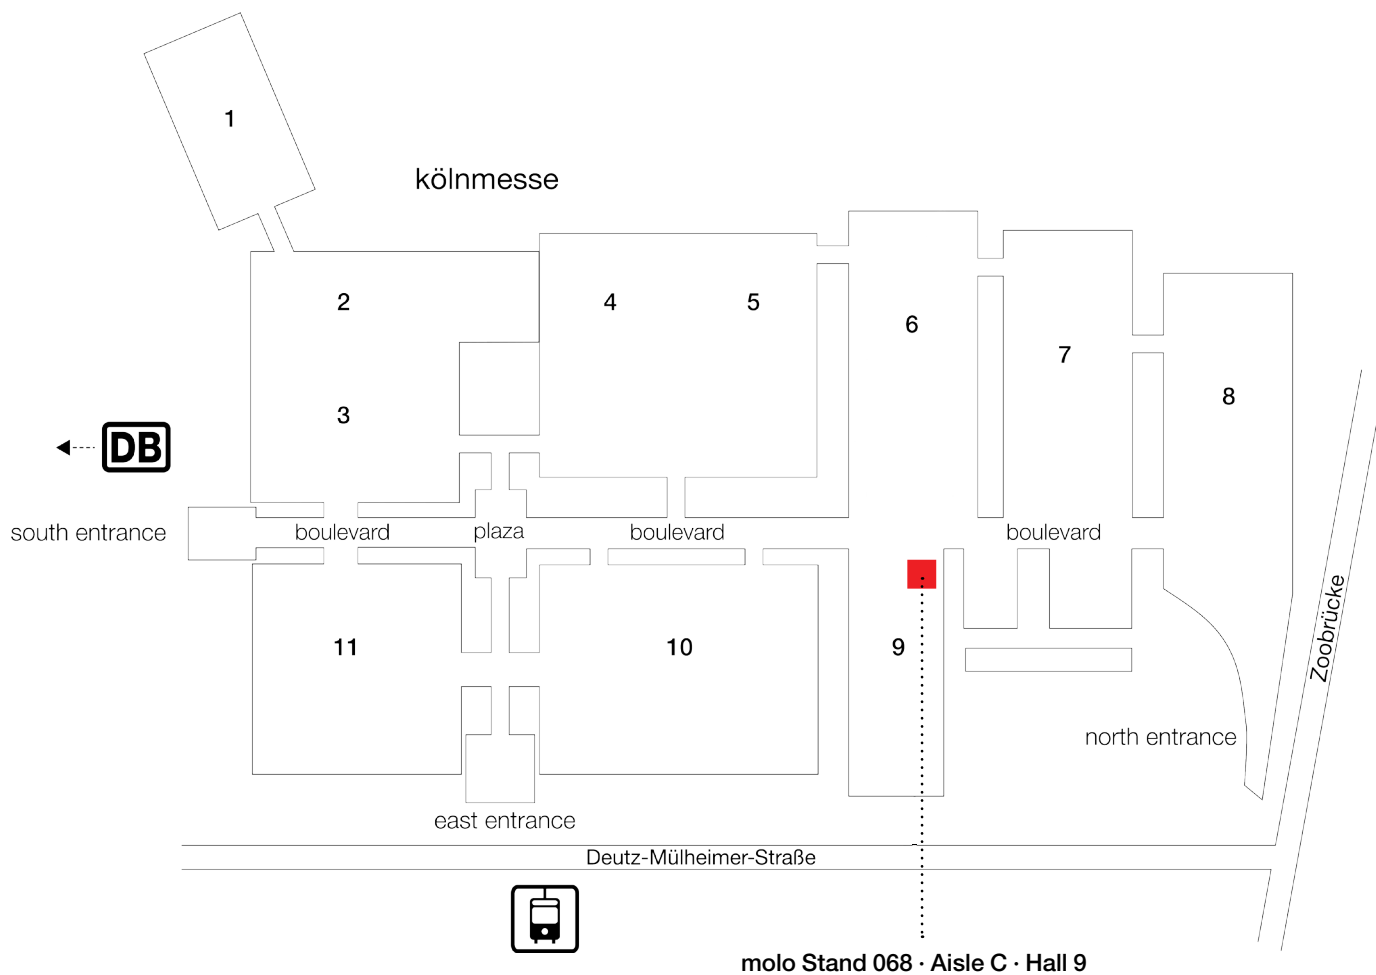 1
kölnmesse
2
4
5
6
7
8
3
DB
south entrance
boulevard
plaza
boulevard
boulevard
11
10
9
Zoobrücke
north entrance
east entrance
Deutz-Mülheimer-Straße
molo Stand 068 · Aisle C · Hall 9